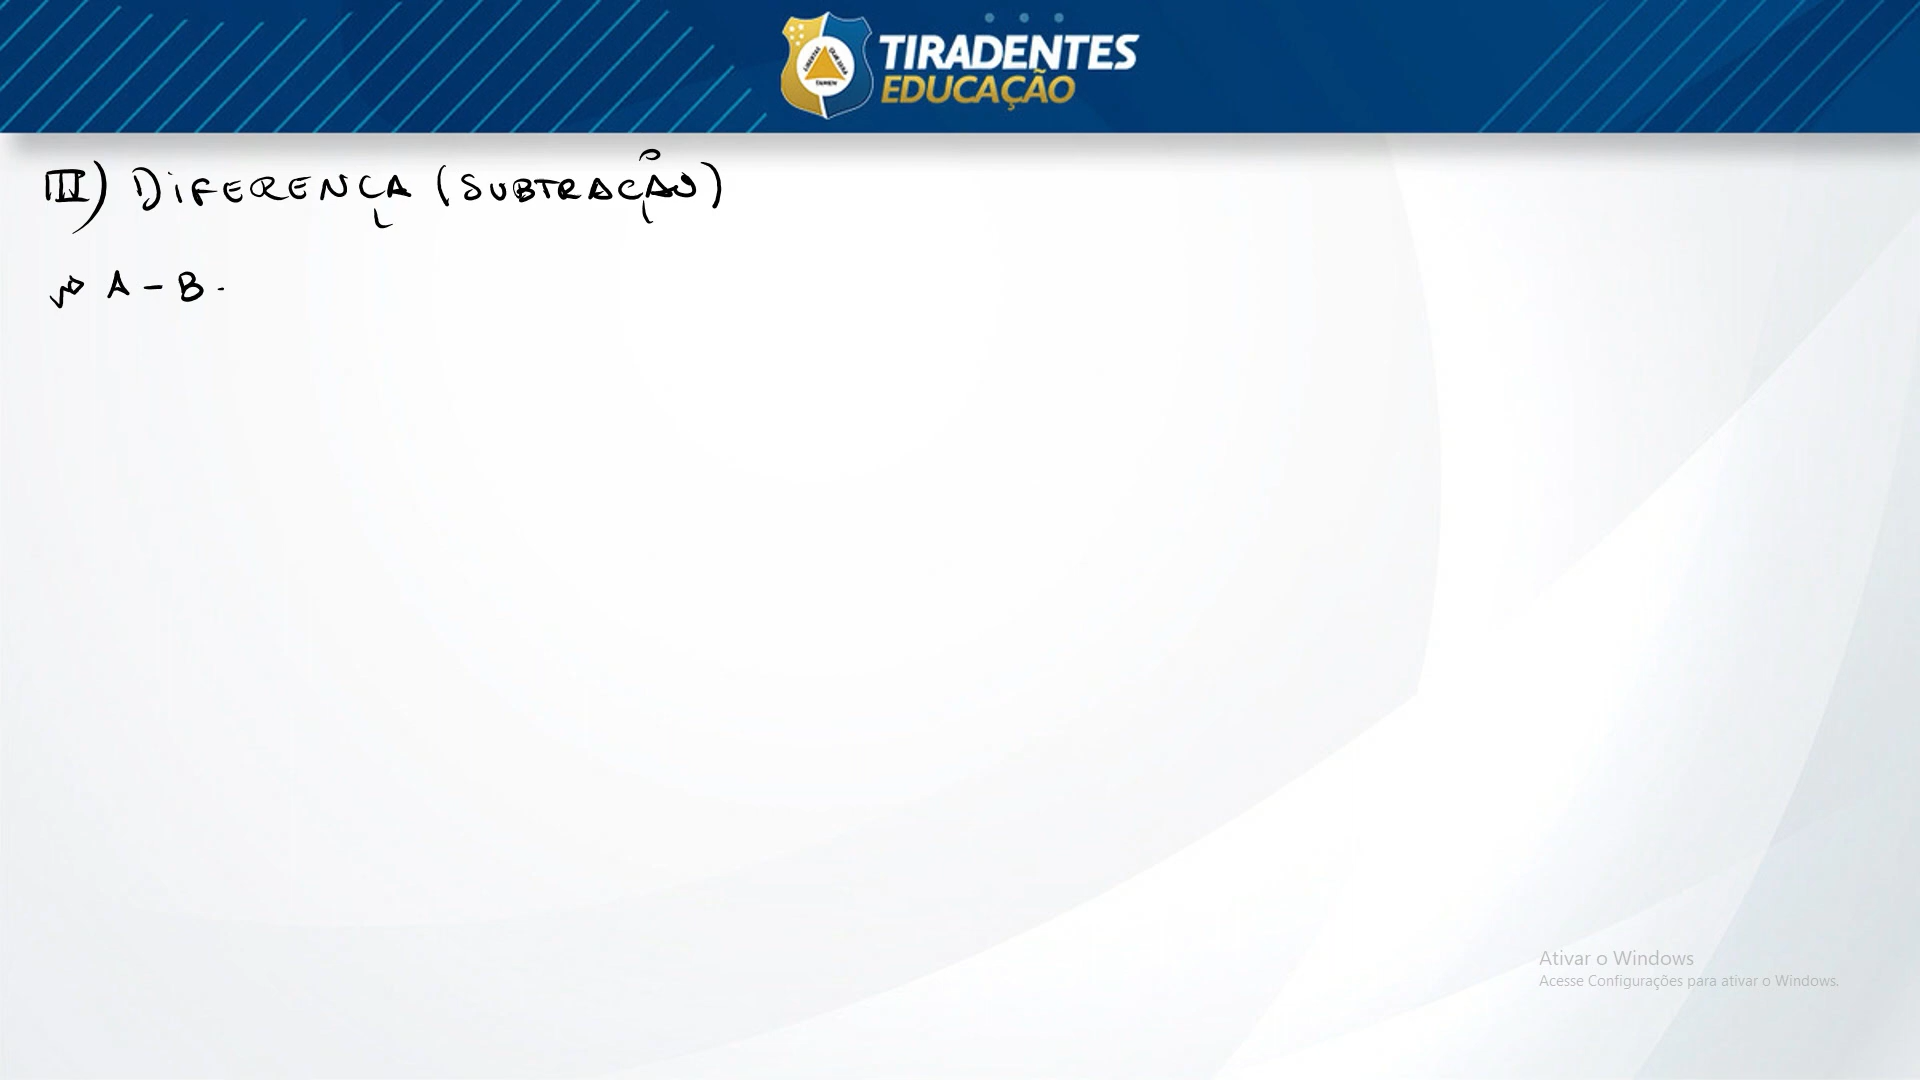 TIRADENTES
EDUCAÇÃO
III) DIFERENÇA (SUBTRAÇÃO)
A - B.
Ativar o Windows
Acesse Configurações para ativar o Windows.